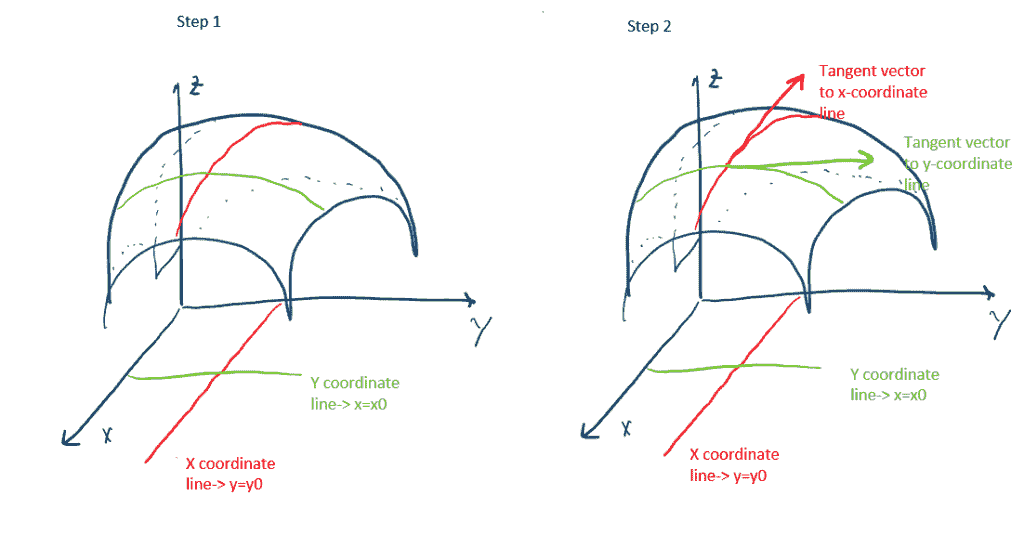 Step 1
Z
Y
X
Y coordinate
line-> x=x0
X coordinate
line-> y=y0
Step 2
Z
Tangent vector
to x-coordinate
line
Tangent vector
to y-coordinate
line
Y
X
Y coordinate
line-> x=x0
X coordinate
line-> y=y0